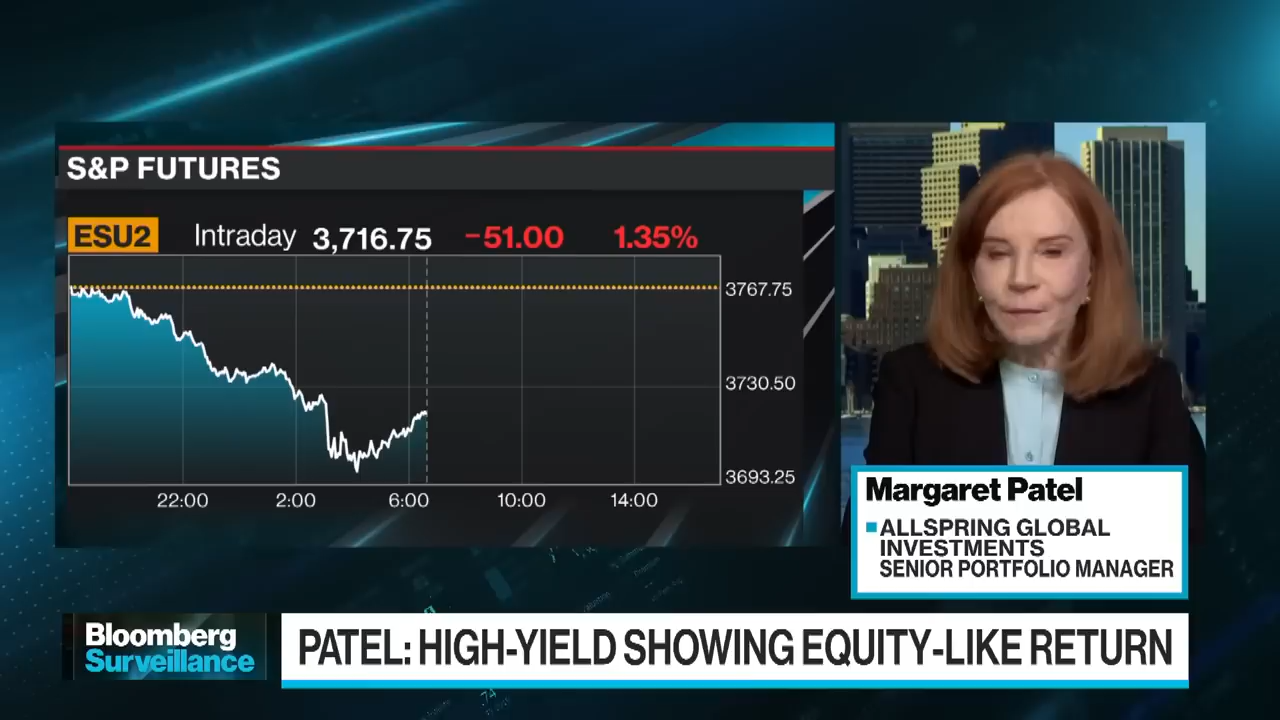 S&P FUTURES
ESU2 Intraday 3,716.75 -51.00 1.35%
3767.75
3730.50
3693.25
22:00 2:00 6:00 10:00 14:00
Margaret Patel
ALLSPRING GLOBAL
INVESTMENTS
SENIOR PORTFOLIO MANAGER
Bloomberg
Surveillance
PATEL: HIGH-YIELD SHOWING EQUITY-LIKE RETURN
74